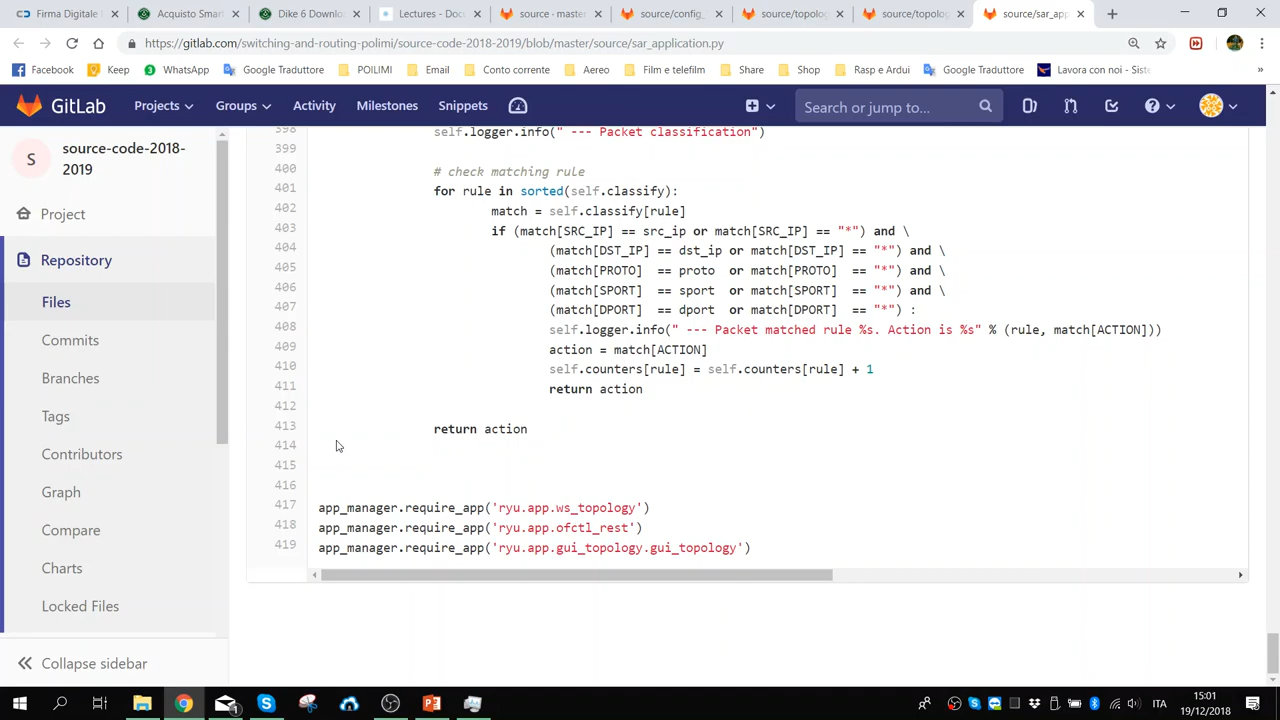 Firma Digitale F
Acquisto Smart
Dike 6 Downlo
Lectures - Docu
source · master
source/config_
source/topolog
source/topolog
source/sar_app
https://gitlab.com/switching-and-routing-polimi/source-code-2018-2019/blob/master/source/sar_application.py
Facebook
Keep
WhatsApp
Google Traduttore
POILIMI
Email
Conto corrente
Aereo
Film e telefilm
Share
Shop
Rasp e Ardui
Google Traduttore
Lavora con noi - Siste
»
GitLab
Projects
Groups
Activity
Milestones
Snippets
Search or jump to...
S
source-code-2018-
2019
Project
Repository
Files
Commits
Branches
Tags
Contributors
Graph
Compare
Charts
Locked Files
Collapse sidebar
398 self.logger.info(" --- Packet classification")
399
400 # check matching rule
401 for rule in sorted(self.classify):
402 match = self.classify[rule]
403 if (match[SRC_IP] == src_ip or match[SRC_IP] == "*") and \
404 (match[DST_IP] == dst_ip or match[DST_IP] == "*") and \
405 (match[PROTO] == proto or match[PROTO] == "*") and \
406 (match[SPORT] == sport or match[SPORT] == "*") and \
407 (match[DPORT] == dport or match[DPORT] == "*") :
408 self.logger.info(" --- Packet matched rule %s. Action is %s" % (rule, match[ACTION]))
409 action = match[ACTION]
410 self.counters[rule] = self.counters[rule] + 1
411 return action
412
413 return action
414
415
416
417 app_manager.require_app('ryu.app.ws_topology')
418 app_manager.require_app('ryu.app.ofctl_rest')
419 app_manager.require_app('ryu.app.gui_topology.gui_topology')
ITA
15:01
19/12/2018